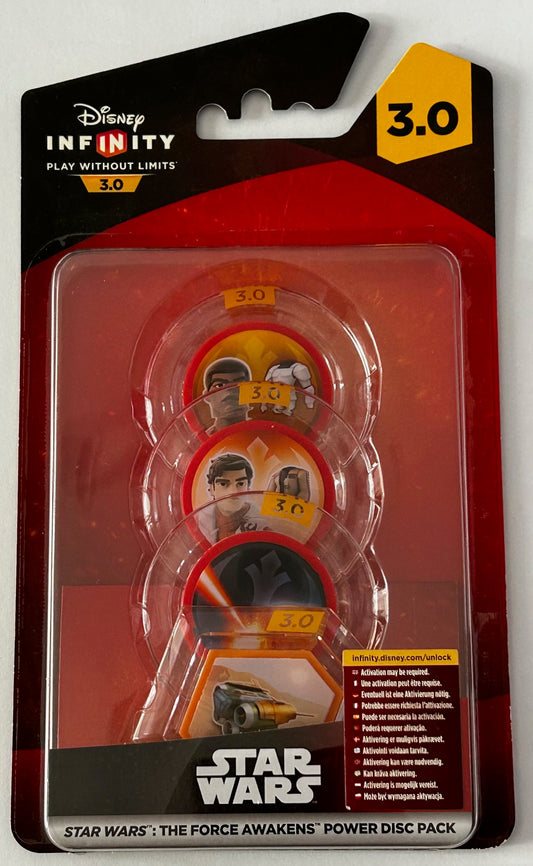 Disney
INFINITY
PLAY WITHOUT LIMITS™
3.0
3.0
3.0
3.0
3.0
3.0
infinity.disney.com/unlock
Activation may be required.
Une activation peut être requise.
Eventuell ist eine Aktivierung nötig.
Potrebbe essere richiesta l'attivazione.
Puede ser necesaria la activación.
Poderá requerer ativação.
Aktivering er muligvis påkrævet.
Aktivointi voidaan tarvita.
Aktivering kan være nødvendig.
Kan kräva aktivering.
Activering is mogelijk vereist.
Może być wymagana aktywacja.
STAR
WARS
STAR WARS™: THE FORCE AWAKENS™ POWER DISC PACK